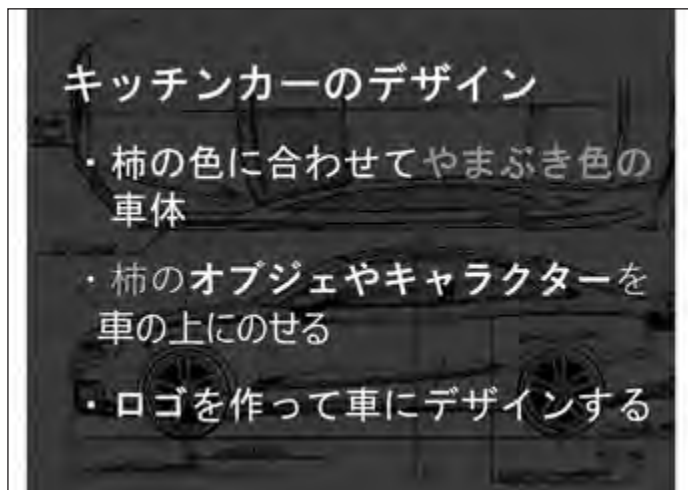 キッチンカーのデザイン
・柿の色に合わせてやまぶき色の
車体
・柿のオブジェやキャラクターを
車の上にのせる
・ロゴを作って車にデザインする